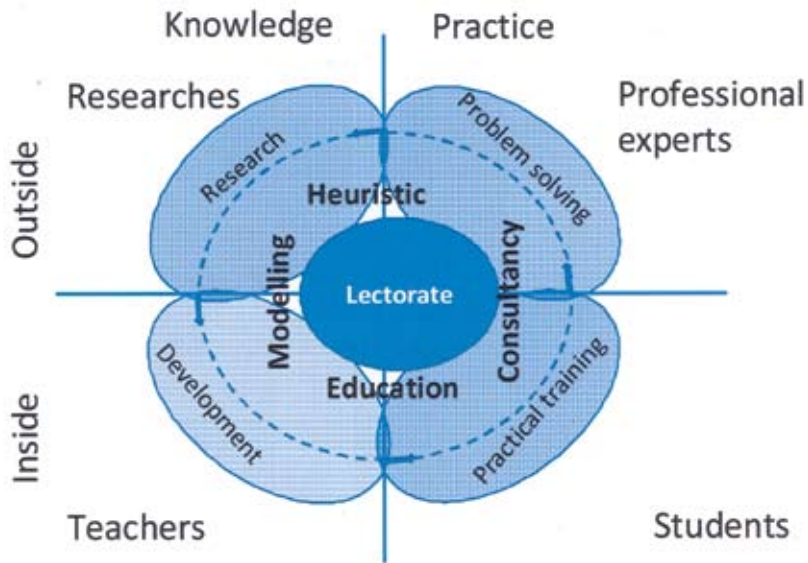 Knowledge
Practice
Researches
Professional
experts
Outside
Research
Problem solving
Heuristic
Modelling
Lectorate
Consultancy
Education
Development
Practical training
Inside
Teachers
Students